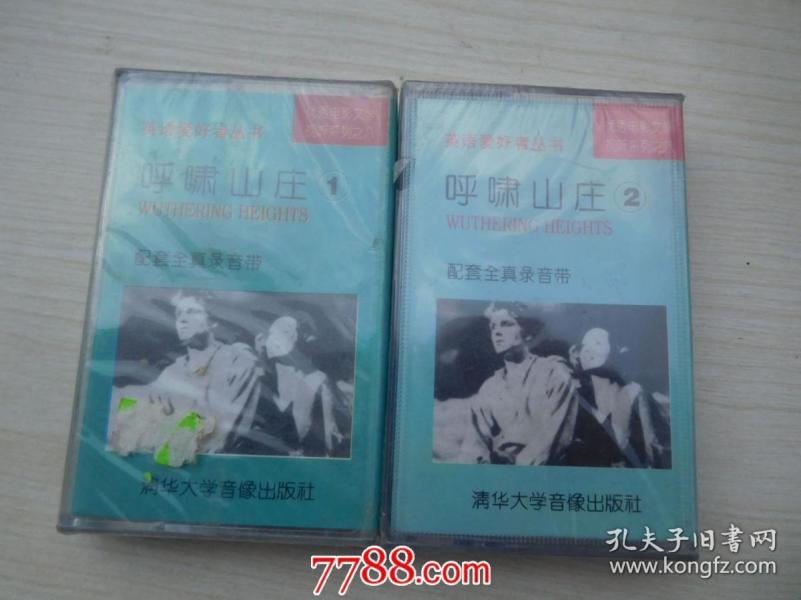 英语爱好者丛书
呼啸山庄 1
WUTHERING HEIGHTS
配套全真录音带
清华大学音像出版社
英语爱好者丛书
呼啸山庄 2
WUTHERING HEIGHTS
配套全真录音带
清华大学音像出版社
7788.com
孔夫子旧书网
www.kongfz.com